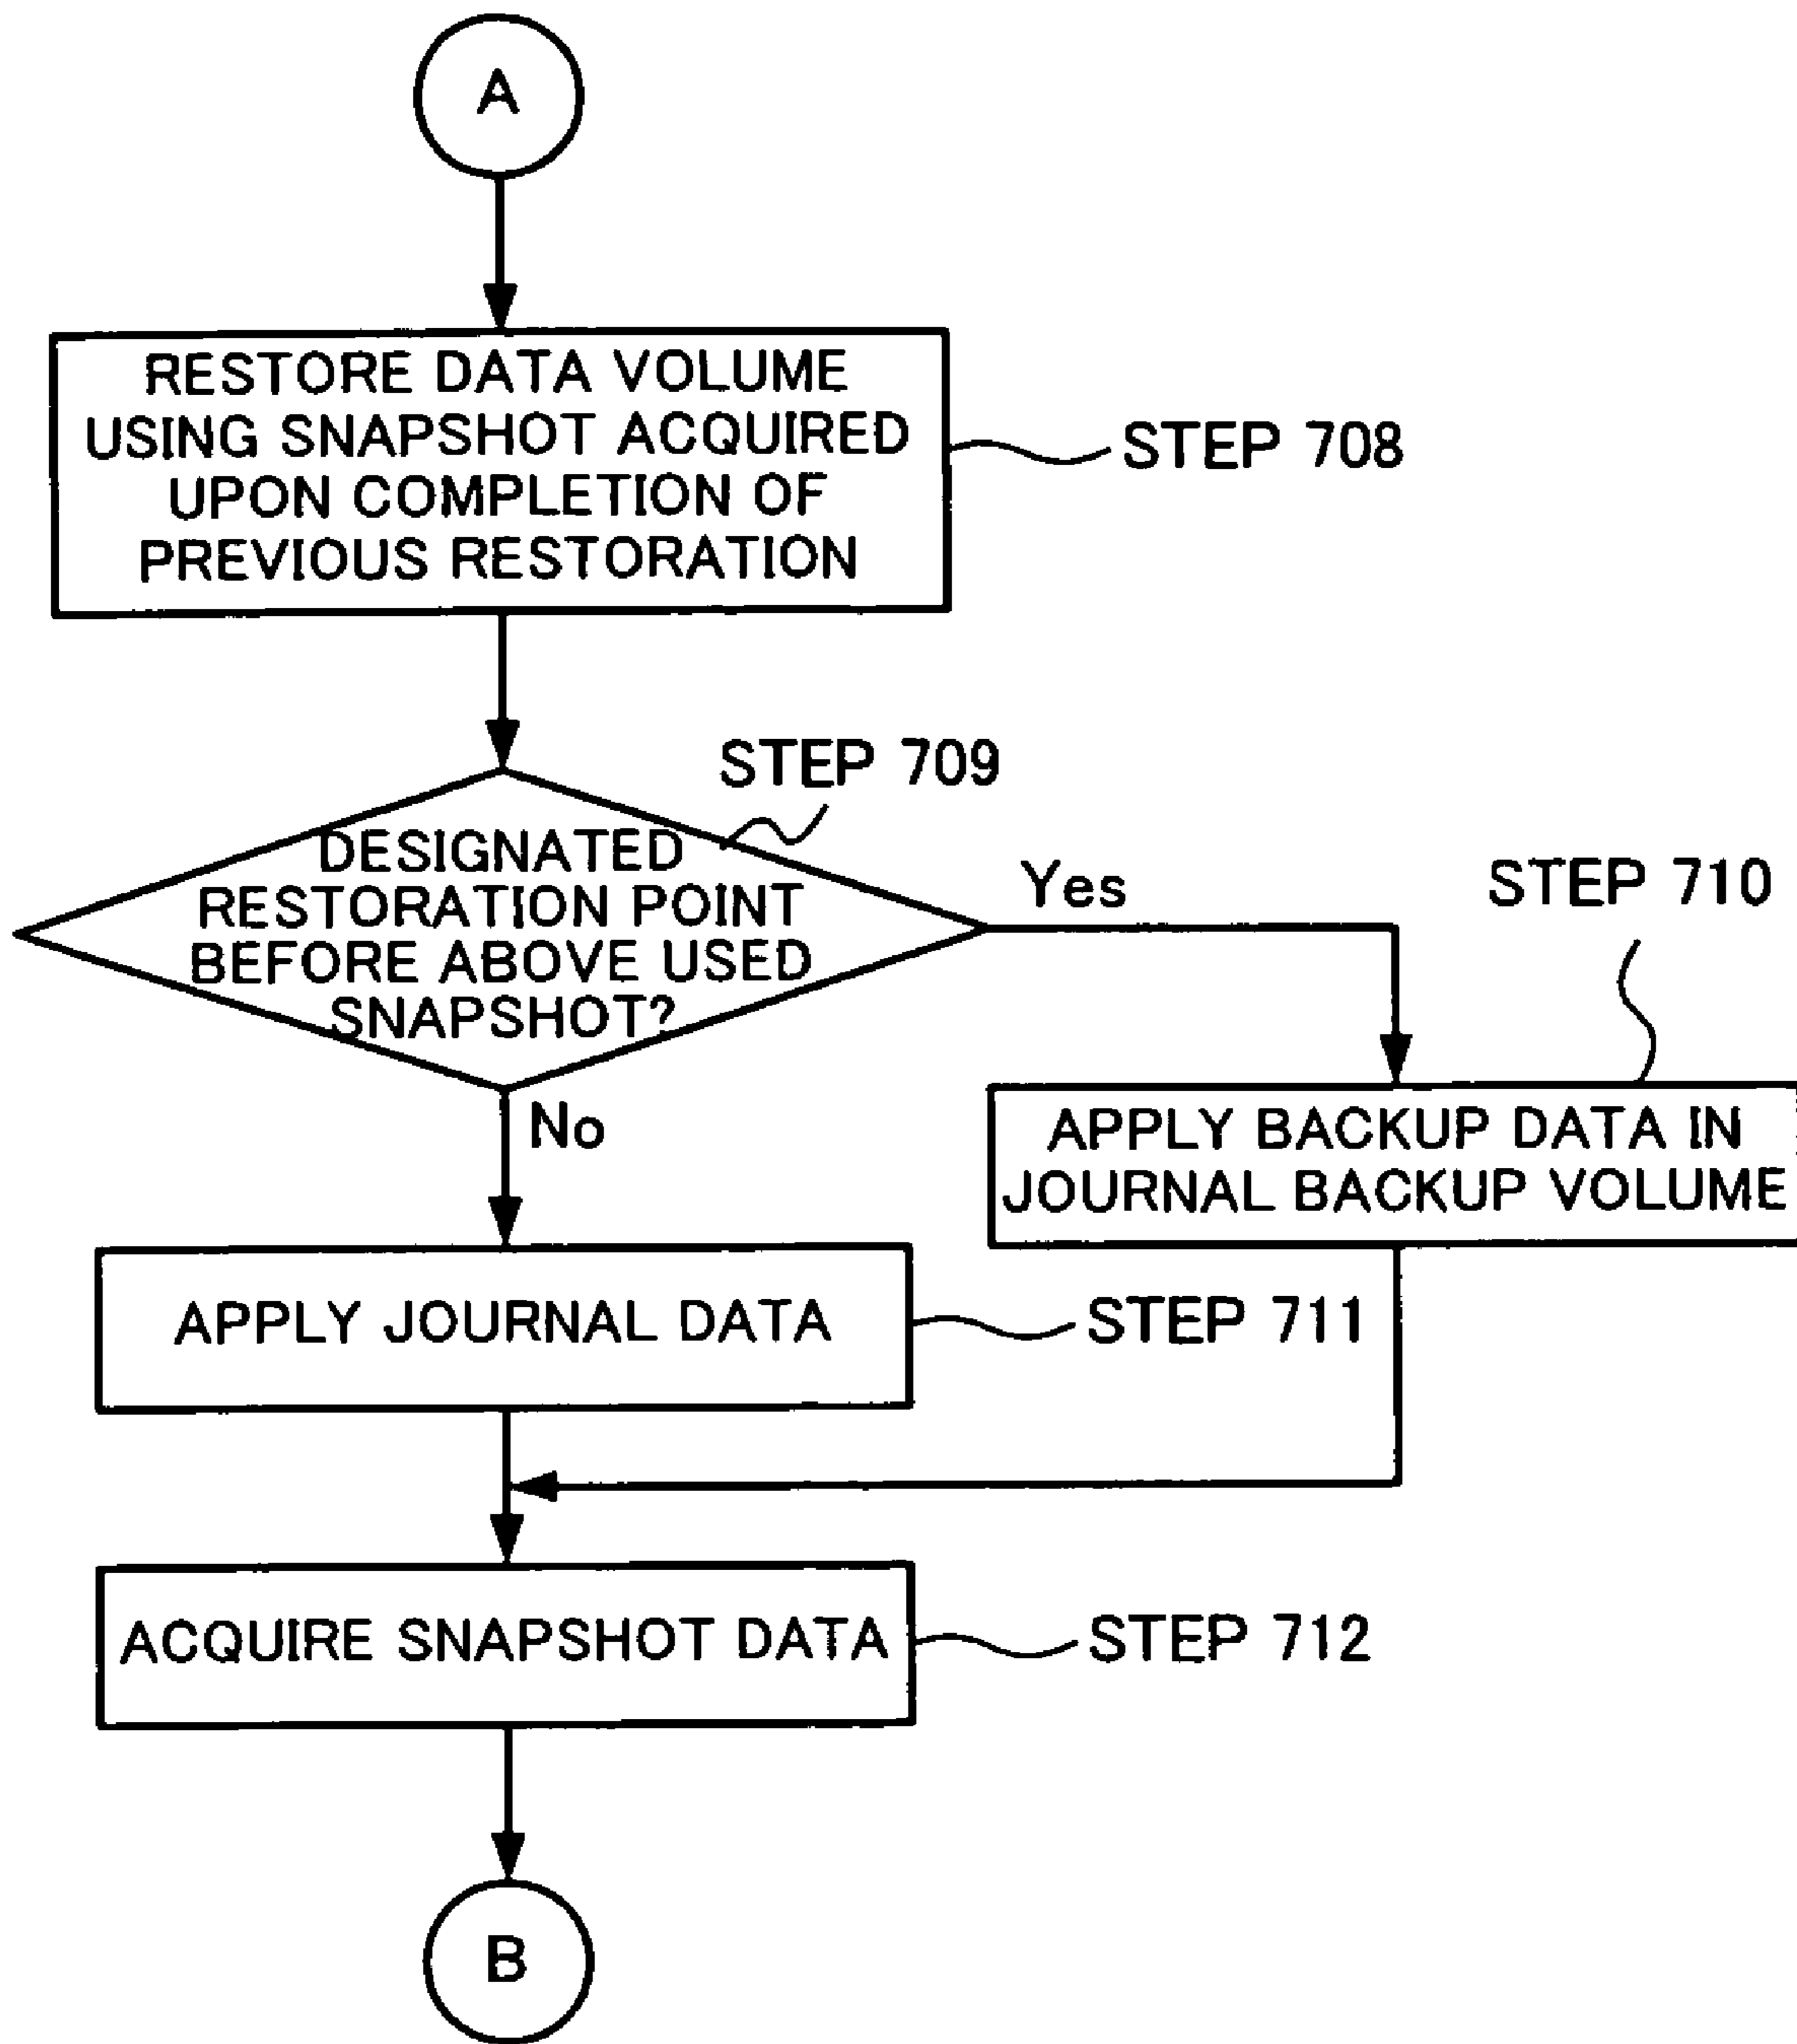 A
RESTORE DATA VOLUME
USING SNAPSHOT ACQUIRED
UPON COMPLETION OF
PREVIOUS RESTORATION
STEP 708
STEP 709
DESIGNATED
RESTORATION POINT
BEFORE ABOVE USED
SNAPSHOT?
Yes
STEP 710
No
APPLY BACKUP DATA IN
JOURNAL BACKUP VOLUME
APPLY JOURNAL DATA
STEP 711
ACQUIRE SNAPSHOT DATA
STEP 712
B